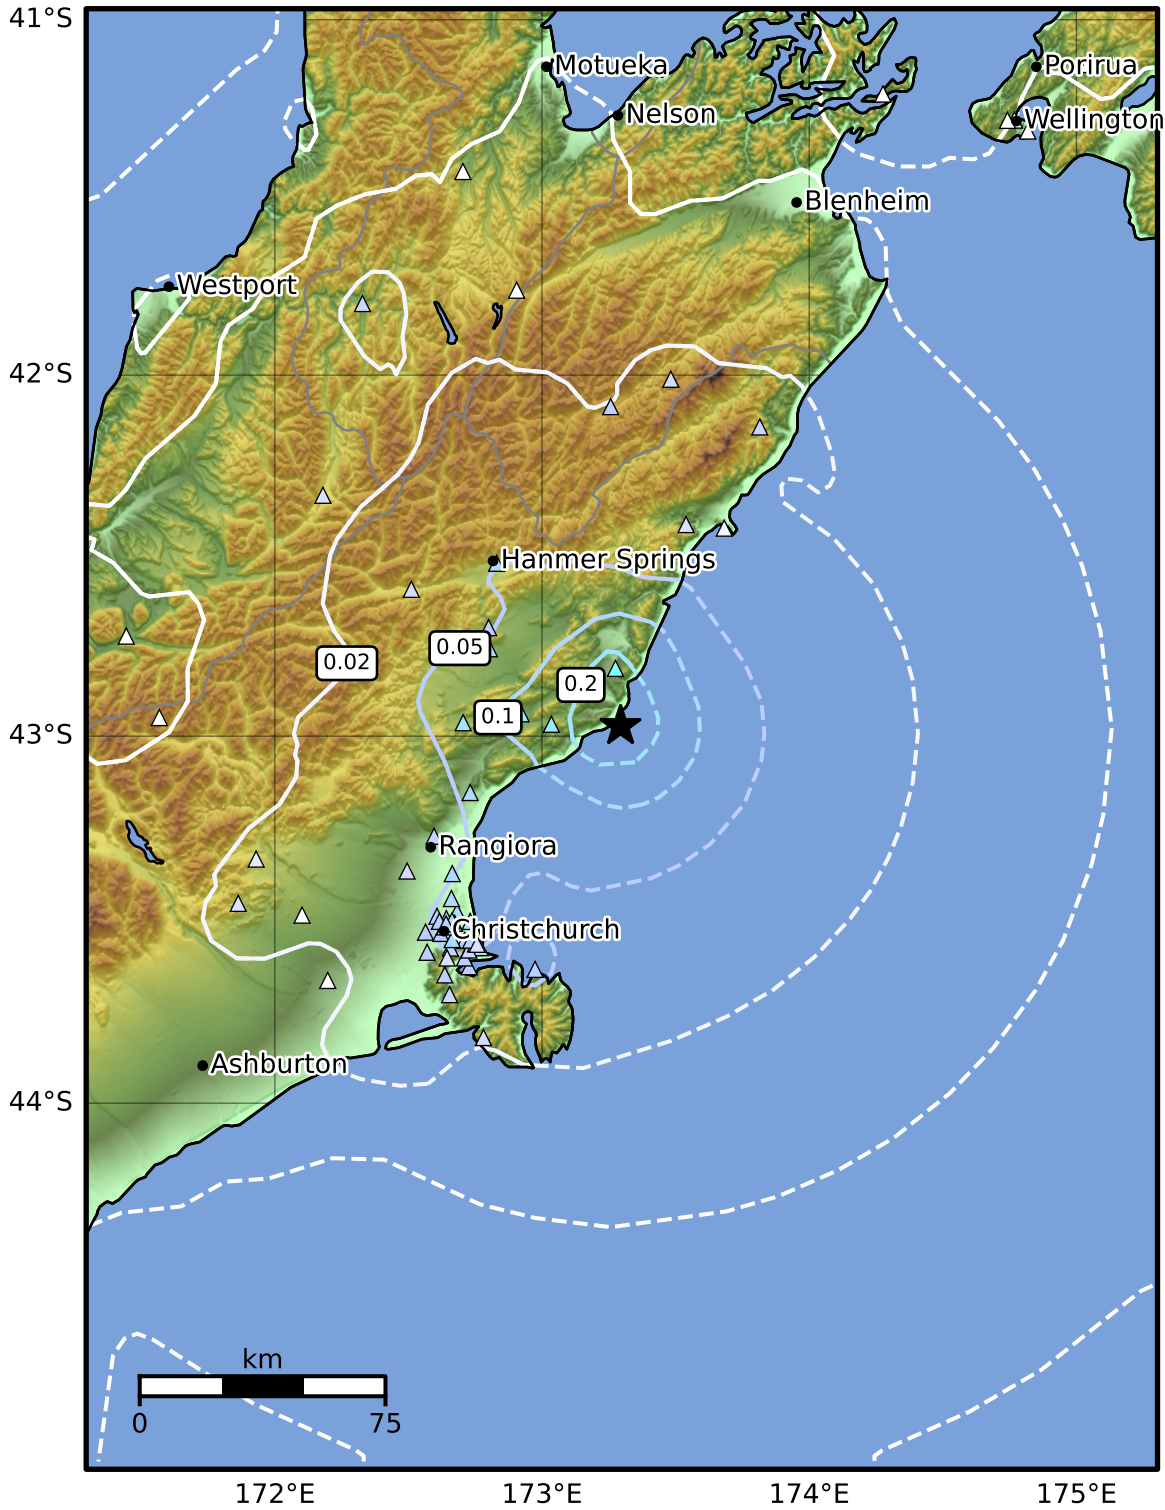 41°S
Motueka
Porirua
Nelson
Wellington
Blenheim
Westport
42°S
Hanmer Springs
0.05
0.02
0.2
0.1
43°S
Rangiora
Christchurch
Ashburton
44°S
km
0
75
172°E
173°E
174°E
175°E